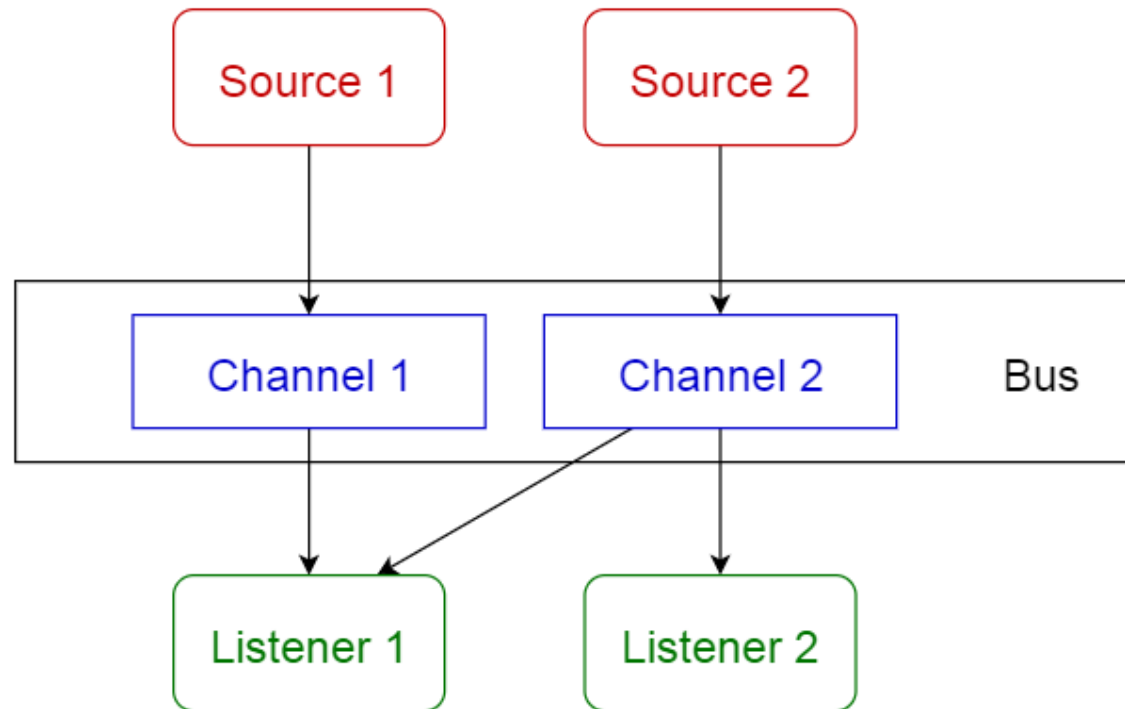 Source 1
Source 2
Channel 1
Channel 2
Bus
Listener 1
Listener 2